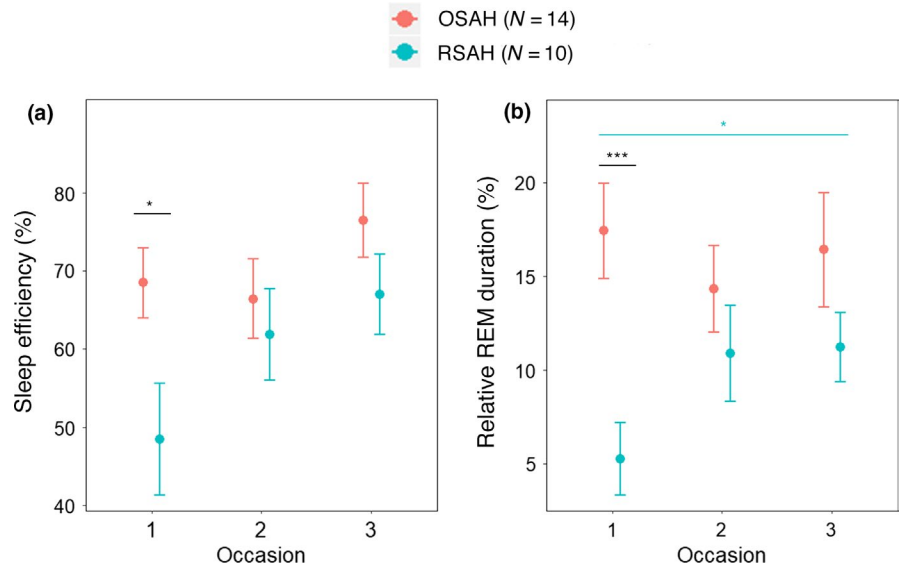 OSAH (N = 14)
RSAH (N = 10)
(a)
Sleep efficiency (%)
80
70
60
50
40
*
1 2 3
Occasion
(b)
Relative REM duration (%)
20
15
10
5
*
***
1 2 3
Occasion